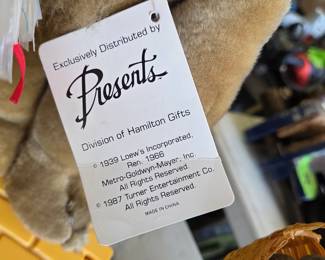 Exclusively Distributed by
Presents
Division of Hamilton Gifts
© 1939 Loew's Incorporated,
Ren. 1966
Metro-Goldwyn-Mayer, Inc
All Rights Reserved.
© 1987 Turner Entertainment Co.
All Rights Reserved.
MADE IN CHINA